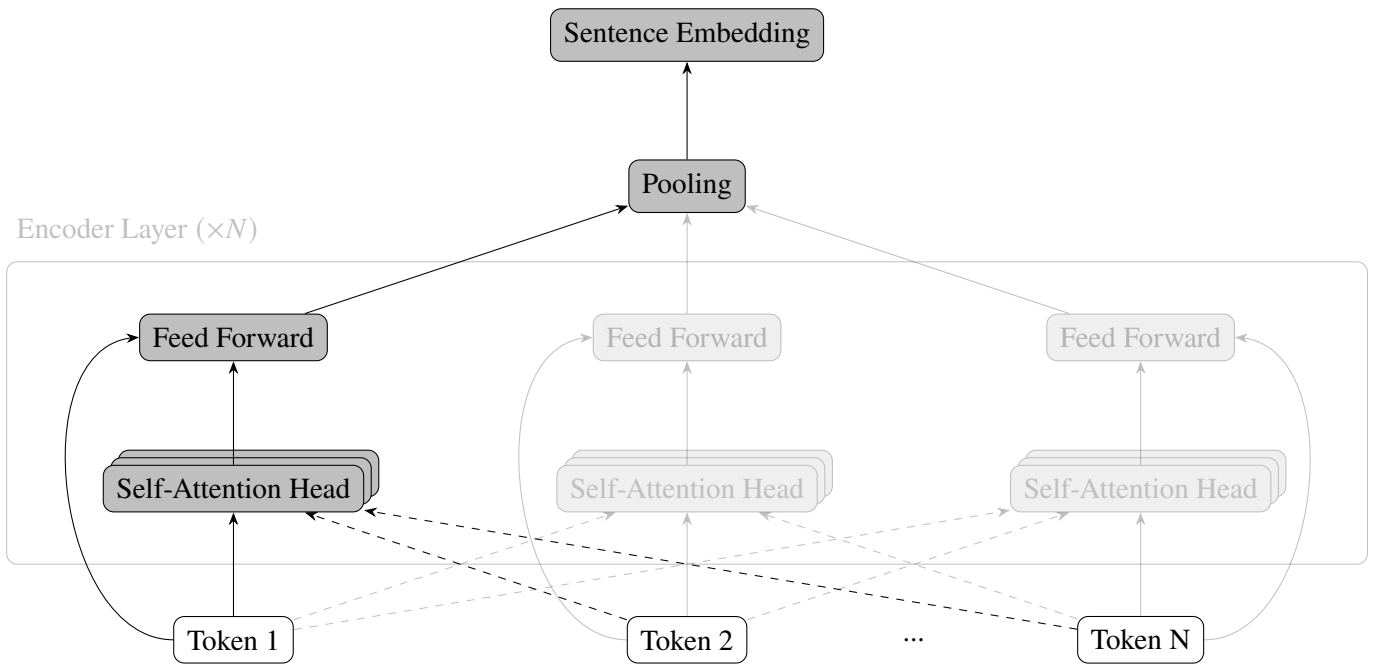 Sentence Embedding
Pooling
Encoder Layer (×N)
Feed Forward
Feed Forward
Feed Forward
Self-Attention Head
Self-Attention Head
Self-Attention Head
Token 1
Token 2
...
Token N